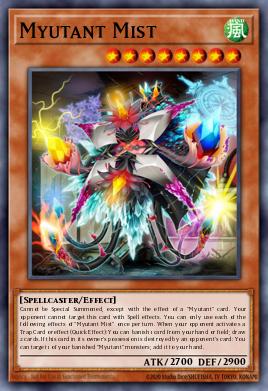 MYUTANT MIST
WIND
風
[SPELLCASTER/EFFECT]
Cannot be Special Summoned, except with the effect of a "Myutant" card. Your
opponent cannot target this card with Spell effects. You can only use each of the
following effects of "Myutant Mist" once per turn. When your opponent activates a
Trap Card or effect (Quick Effect): You can banish 1 card from your hand or field; draw
2 cards. If this card in its owner's possession is destroyed by an opponent's card: You
can target 1 of your banished "Myutant" monsters; add it to your hand.
ATK/2700 DEF/2900
©2020 Studio Dice/SHUEISHA, TV TOKYO, KONAMI